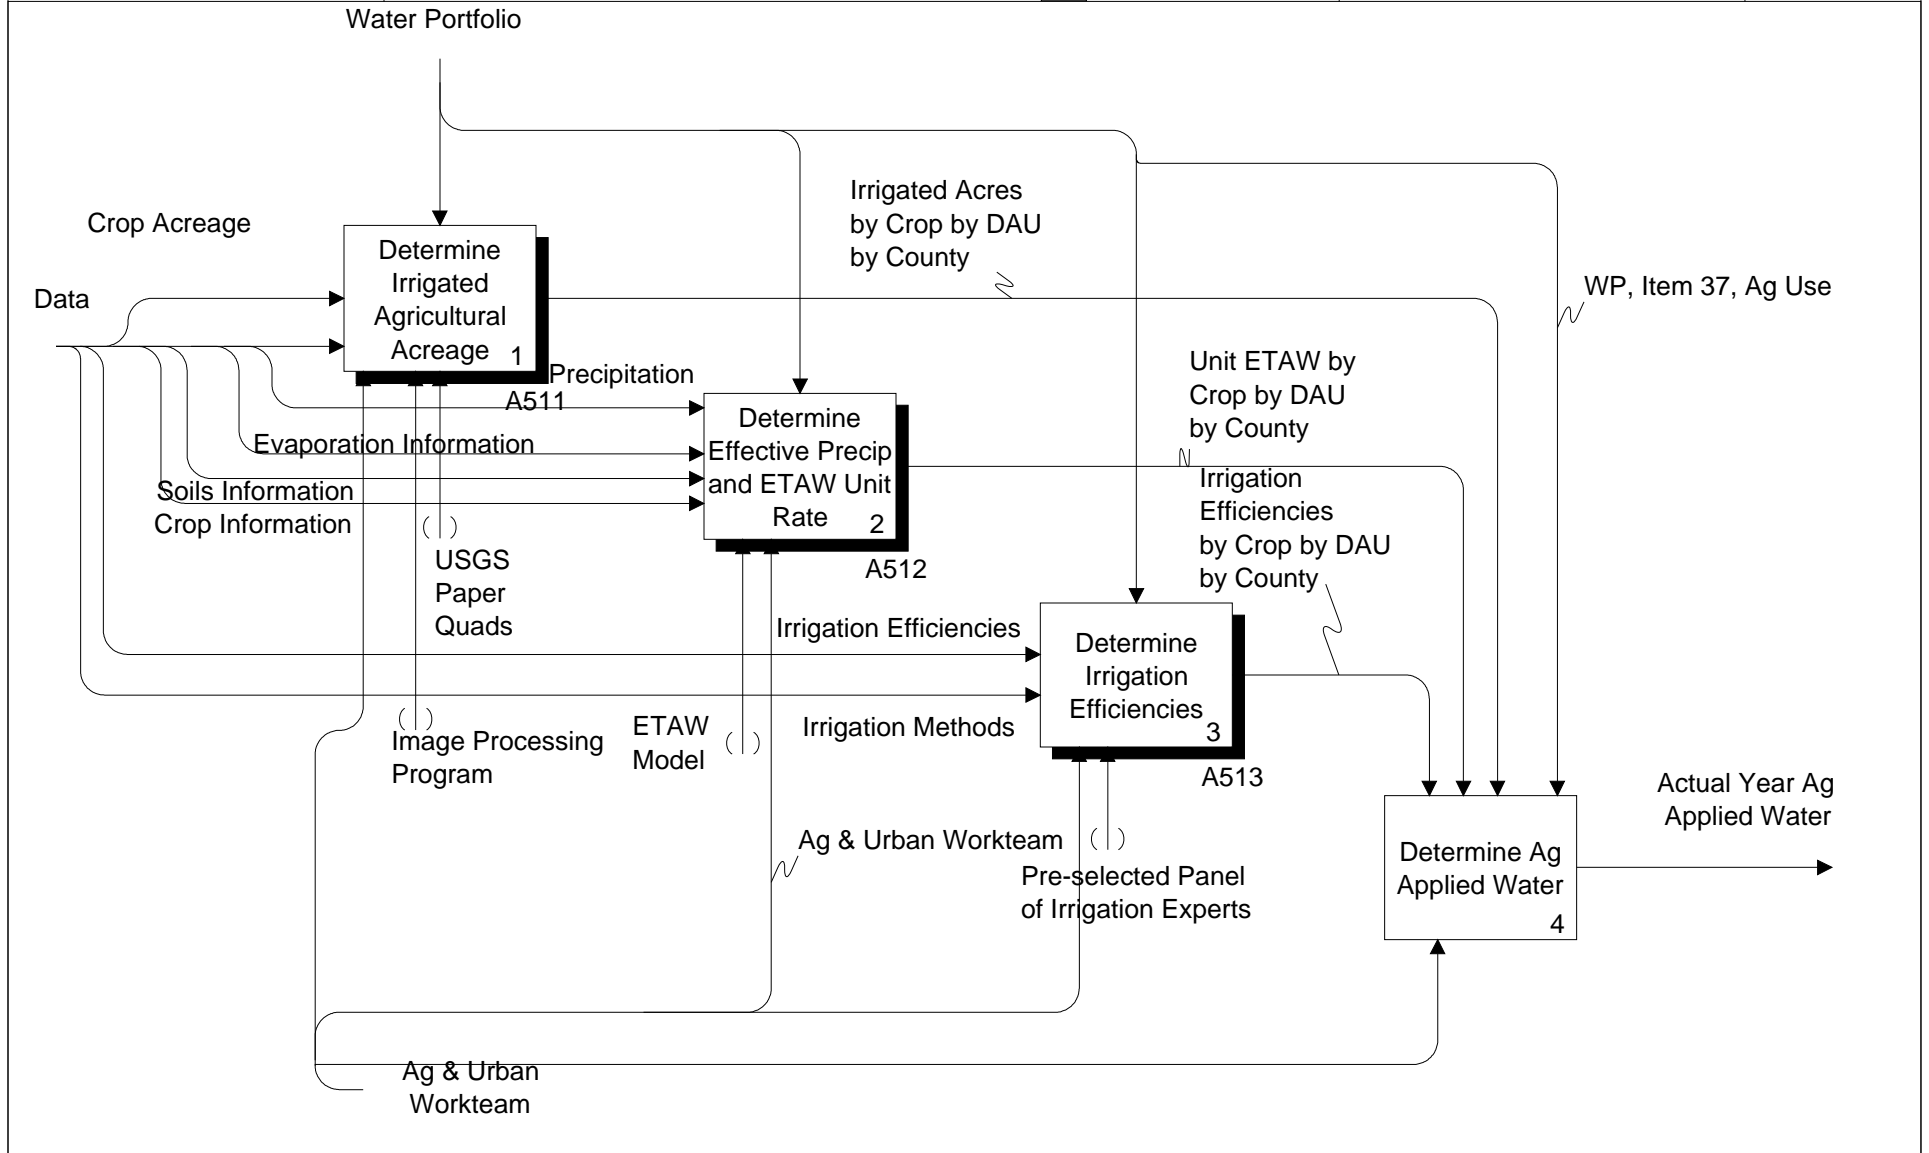 Water Portfolio
Crop Acreage
Data
Determine
Irrigated
Agricultural
Acreage
1
A511
Irrigated Acres
by Crop by DAU
by County
WP, Item 37, Ag Use
Precipitation
Evaporation Information
Soils Information
Crop Information
Determine
Effective Precip
and ETAW Unit
Rate
2
A512
Unit ETAW by
Crop by DAU
by County
Irrigation
Efficiencies
by Crop by DAU
by County
( )
USGS
Paper
Quads
Irrigation Efficiencies
Irrigation Methods
Determine
Irrigation
Efficiencies
3
A513
( )
Image Processing
Program
ETAW
Model
( )
Ag & Urban Workteam
( )
Pre-selected Panel
of Irrigation Experts
Determine Ag
Applied Water
4
Actual Year Ag
Applied Water
Ag & Urban
Workteam